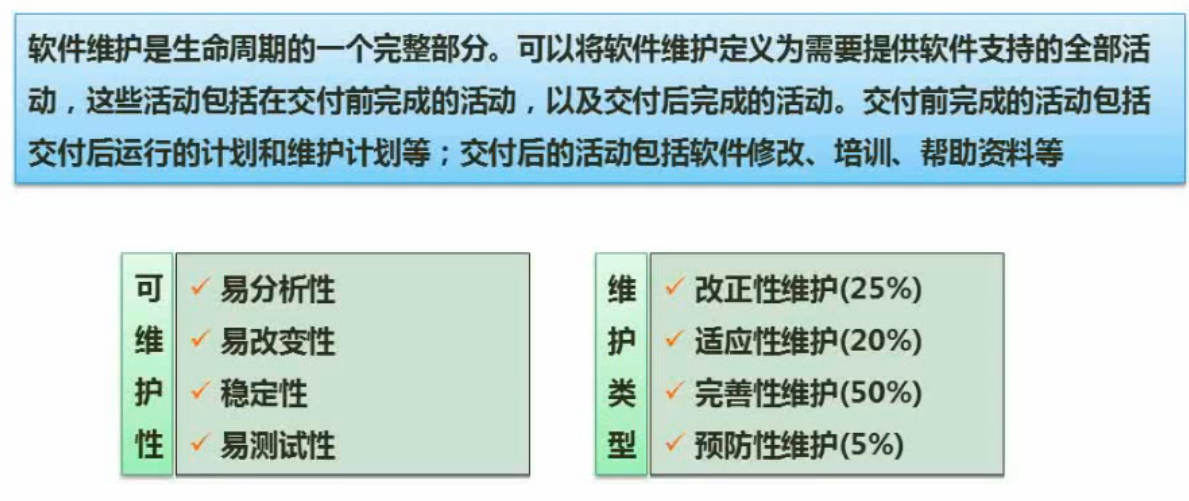 软件维护是生命周期的一个完整部分。可以将软件维护定义为需要提供软件支持的全部活
动，这些活动包括在交付前完成的活动，以及交付后完成的活动。交付前完成的活动包括
交付后运行的计划和维护计划等；交付后的活动包括软件修改、培训、帮助资料等
可维护性
易分析性
易改变性
稳定性
易测试性
维护类型
改正性维护(25%)
适应性维护(20%)
完善性维护(50%)
预防性维护(5%)